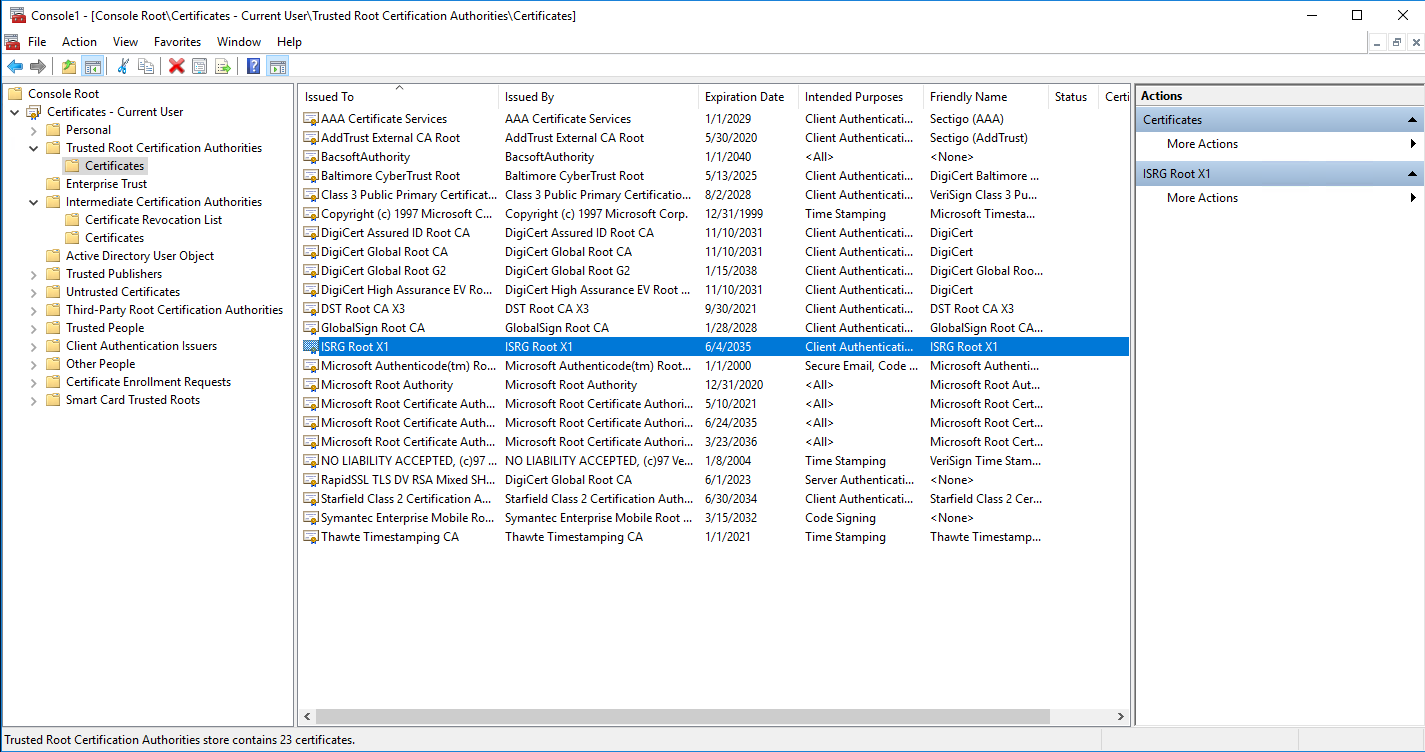 Console1 - [Console Root\Certificates - Current User\Trusted Root Certification Authorities\Certificates]
File Action View Favorites Window Help
Console Root
Certificates - Current User
Personal
Trusted Root Certification Authorities
Certificates
Enterprise Trust
Intermediate Certification Authorities
Certificate Revocation List
Certificates
Active Directory User Object
Trusted Publishers
Untrusted Certificates
Third-Party Root Certification Authorities
Trusted People
Client Authentication Issuers
Other People
Certificate Enrollment Requests
Smart Card Trusted Roots
Issued To Issued By Expiration Date Intended Purposes Friendly Name Status Certi
AAA Certificate Services AAA Certificate Services 1/1/2029 Client Authenticati... Sectigo (AAA)
AddTrust External CA Root AddTrust External CA Root 5/30/2020 Client Authenticati... Sectigo (AddTrust)
BacsoftAuthority BacsoftAuthority 1/1/2040 <All> <None>
Baltimore CyberTrust Root Baltimore CyberTrust Root 5/13/2025 Client Authenticati... DigiCert Baltimore ...
Class 3 Public Primary Certificat... Class 3 Public Primary Certificatio... 8/2/2028 Client Authenticati... VeriSign Class 3 Pu...
Copyright (c) 1997 Microsoft C... Copyright (c) 1997 Microsoft Corp. 12/31/1999 Time Stamping Microsoft Timesta...
DigiCert Assured ID Root CA DigiCert Assured ID Root CA 11/10/2031 Client Authenticati... DigiCert
DigiCert Global Root CA DigiCert Global Root CA 11/10/2031 Client Authenticati... DigiCert
DigiCert Global Root G2 DigiCert Global Root G2 1/15/2038 Client Authenticati... DigiCert Global Roo...
DigiCert High Assurance EV Ro... DigiCert High Assurance EV Root ... 11/10/2031 Client Authenticati... DigiCert
DST Root CA X3 DST Root CA X3 9/30/2021 Client Authenticati... DST Root CA X3
GlobalSign Root CA GlobalSign Root CA 1/28/2028 Client Authenticati... GlobalSign Root CA...
ISRG Root X1 ISRG Root X1 6/4/2035 Client Authenticati... ISRG Root X1
Microsoft Authenticode(tm) Ro... Microsoft Authenticode(tm) Root... 1/1/2000 Secure Email, Code ... Microsoft Authenti...
Microsoft Root Authority Microsoft Root Authority 12/31/2020 <All> Microsoft Root Aut...
Microsoft Root Certificate Auth... Microsoft Root Certificate Authori... 5/10/2021 <All> Microsoft Root Cert...
Microsoft Root Certificate Auth... Microsoft Root Certificate Authori... 6/24/2035 <All> Microsoft Root Cert...
Microsoft Root Certificate Auth... Microsoft Root Certificate Authori... 3/23/2036 <All> Microsoft Root Cert...
NO LIABILITY ACCEPTED, (c)97 ... NO LIABILITY ACCEPTED, (c)97 Ve... 1/8/2004 Time Stamping VeriSign Time Stam...
RapidSSL TLS DV RSA Mixed SH... DigiCert Global Root CA 6/1/2023 Server Authenticati... <None>
Starfield Class 2 Certification A... Starfield Class 2 Certification Auth... 6/30/2034 Client Authenticati... Starfield Class 2 Cer...
Symantec Enterprise Mobile Ro... Symantec Enterprise Mobile Root ... 3/15/2032 Code Signing <None>
Thawte Timestamping CA Thawte Timestamping CA 1/1/2021 Time Stamping Thawte Timestamp...
Actions
Certificates
More Actions
ISRG Root X1
More Actions
Trusted Root Certification Authorities store contains 23 certificates.